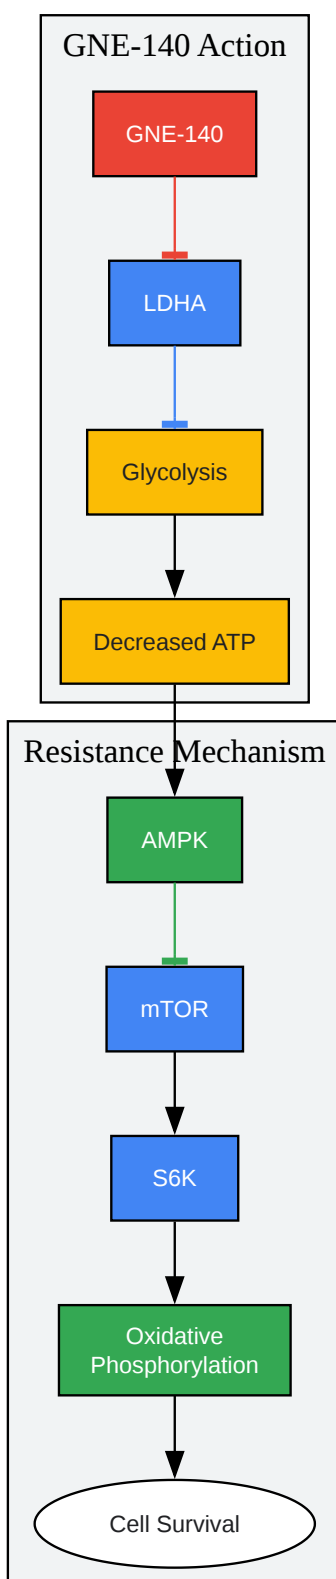 GNE-140 Action
GNE-140
LDHA
Glycolysis
Decreased ATP
Resistance Mechanism
AMPK
mTOR
S6K
Oxidative
Phosphorylation
Cell Survival